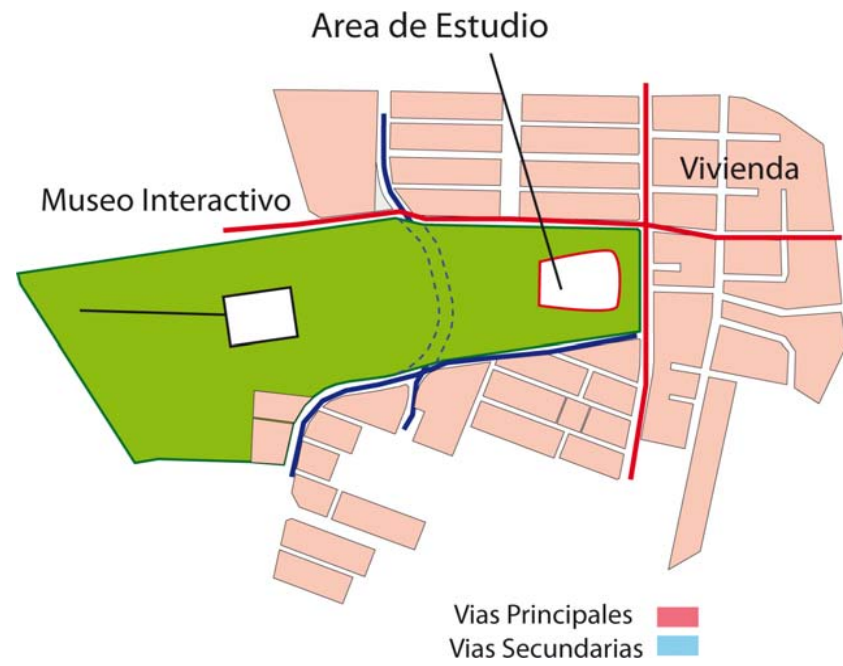 Area de Estudio
Vivienda
Museo Interactivo
Vias Principales
Vias Secundarias